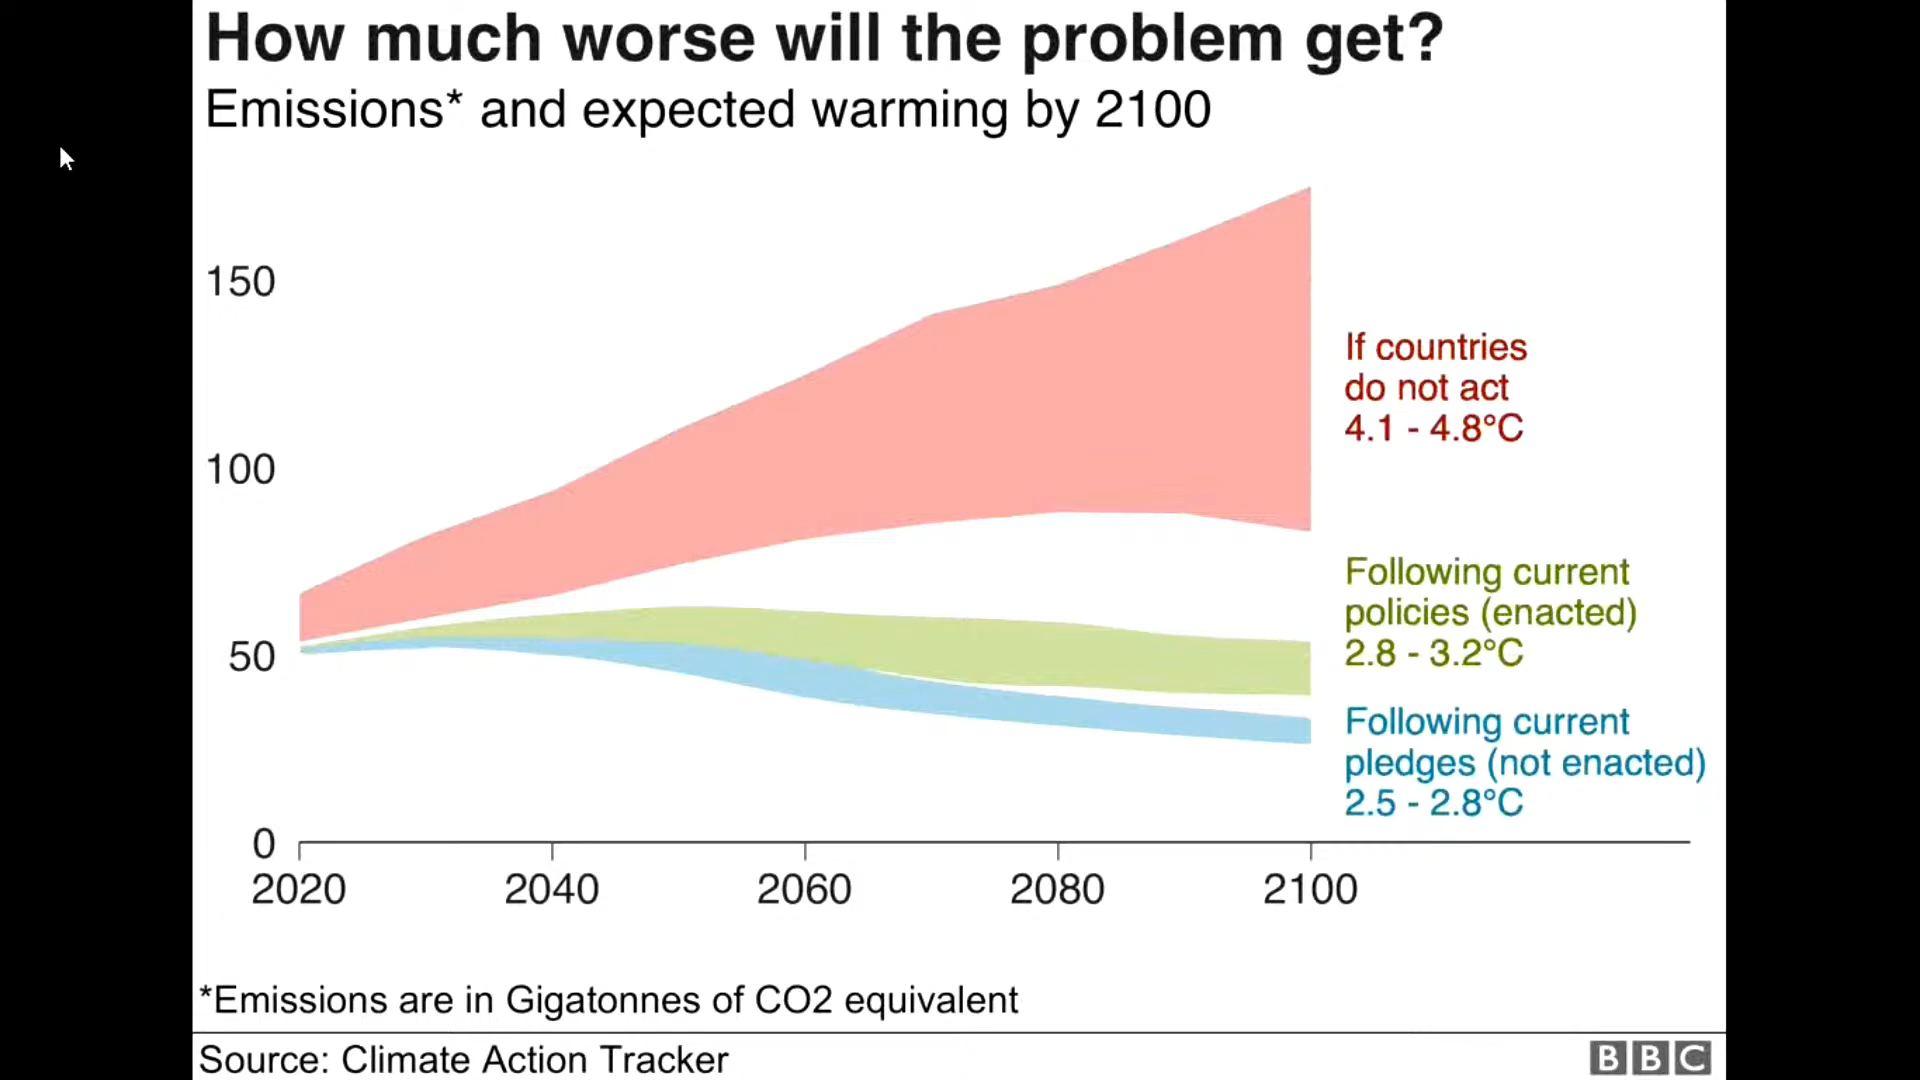 How much worse will the problem get?
Emissions* and expected warming by 2100
150
100
50
0
2020 2040 2060 2080 2100
If countries
do not act
4.1 - 4.8°C
Following current
policies (enacted)
2.8 - 3.2°C
Following current
pledges (not enacted)
2.5 - 2.8°C
*Emissions are in Gigatonnes of CO2 equivalent
Source: Climate Action Tracker
BBC